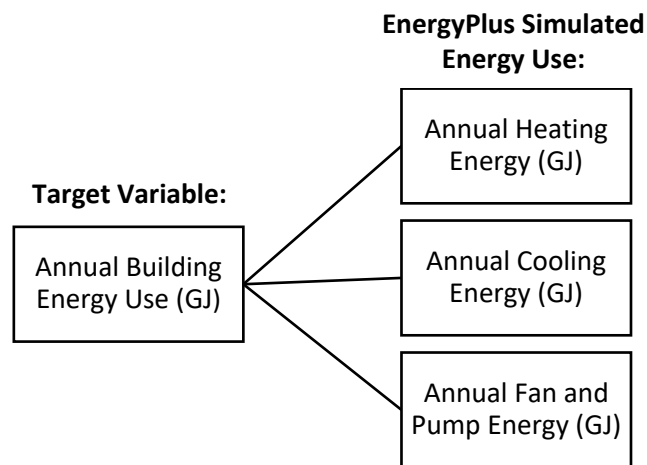 EnergyPlus Simulated
Energy Use:
Annual Heating
Energy (GJ)
Target Variable:
Annual Building
Energy Use (GJ)
Annual Cooling
Energy (GJ)
Annual Fan and
Pump Energy (GJ)